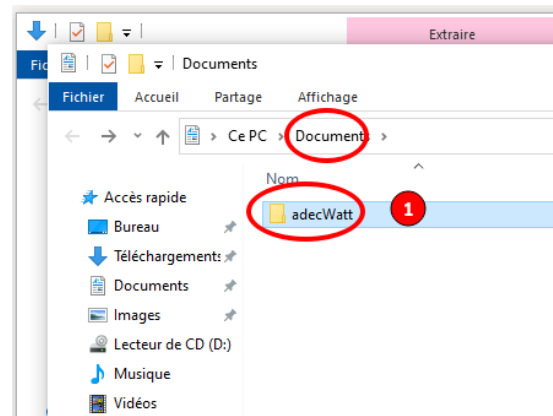 Extraire
Fic
Documents
Fichier Accueil Partage Affichage
Ce PC > Documents >
Nom
Accès rapide
adecWatt 1
Bureau
Téléchargements
Documents
Images
Lecteur de CD (D:)
Musique
Vidéos